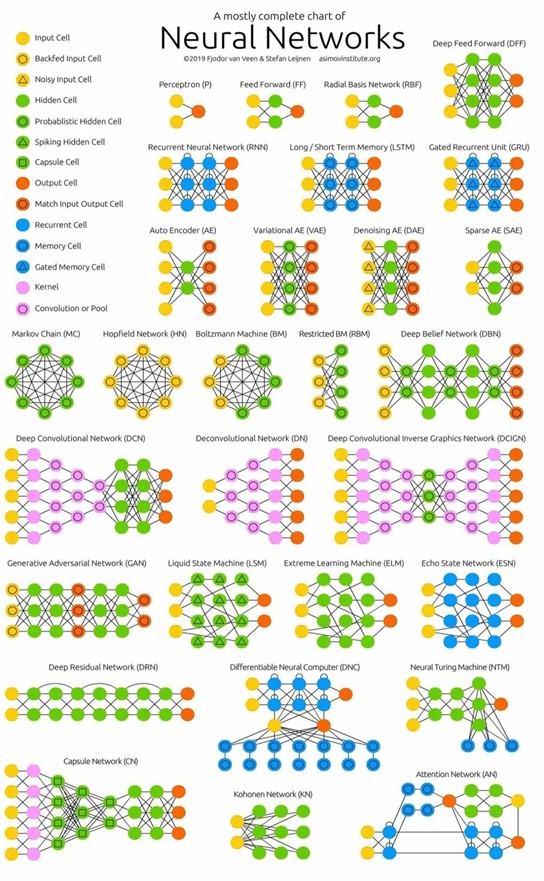 A mostly complete chart of
Neural Networks
©2019 Fjodor van Veen & Stefan Leijnen asimovinstitute.org
Input Cell
Backfed Input Cell
Noisy Input Cell
Hidden Cell
Probablistic Hidden Cell
Spiking Hidden Cell
Capsule Cell
Output Cell
Match Input Output Cell
Recurrent Cell
Memory Cell
Gated Memory Cell
Kernel
Convolution or Pool
Deep Feed Forward (DFF)
Perceptron (P)
Feed Forward (FF)
Radial Basis Network (RBF)
Recurrent Neural Network (RNN)
Long / Short Term Memory (LSTM)
Gated Recurrent Unit (GRU)
Auto Encoder (AE)
Variational AE (VAE)
Denoising AE (DAE)
Sparse AE (SAE)
Markov Chain (MC)
Hopfield Network (HN)
Boltzmann Machine (BM)
Restricted BM (RBM)
Deep Belief Network (DBN)
Deep Convolutional Network (DCN)
Deconvolutional Network (DN)
Deep Convolutional Inverse Graphics Network (DCIGN)
Generative Adversarial Network (GAN)
Liquid State Machine (LSM)
Extreme Learning Machine (ELM)
Echo State Network (ESN)
Deep Residual Network (DRN)
Differentiable Neural Computer (DNC)
Neural Turing Machine (NTM)
Capsule Network (CN)
Kohonen Network (KN)
Attention Network (AN)